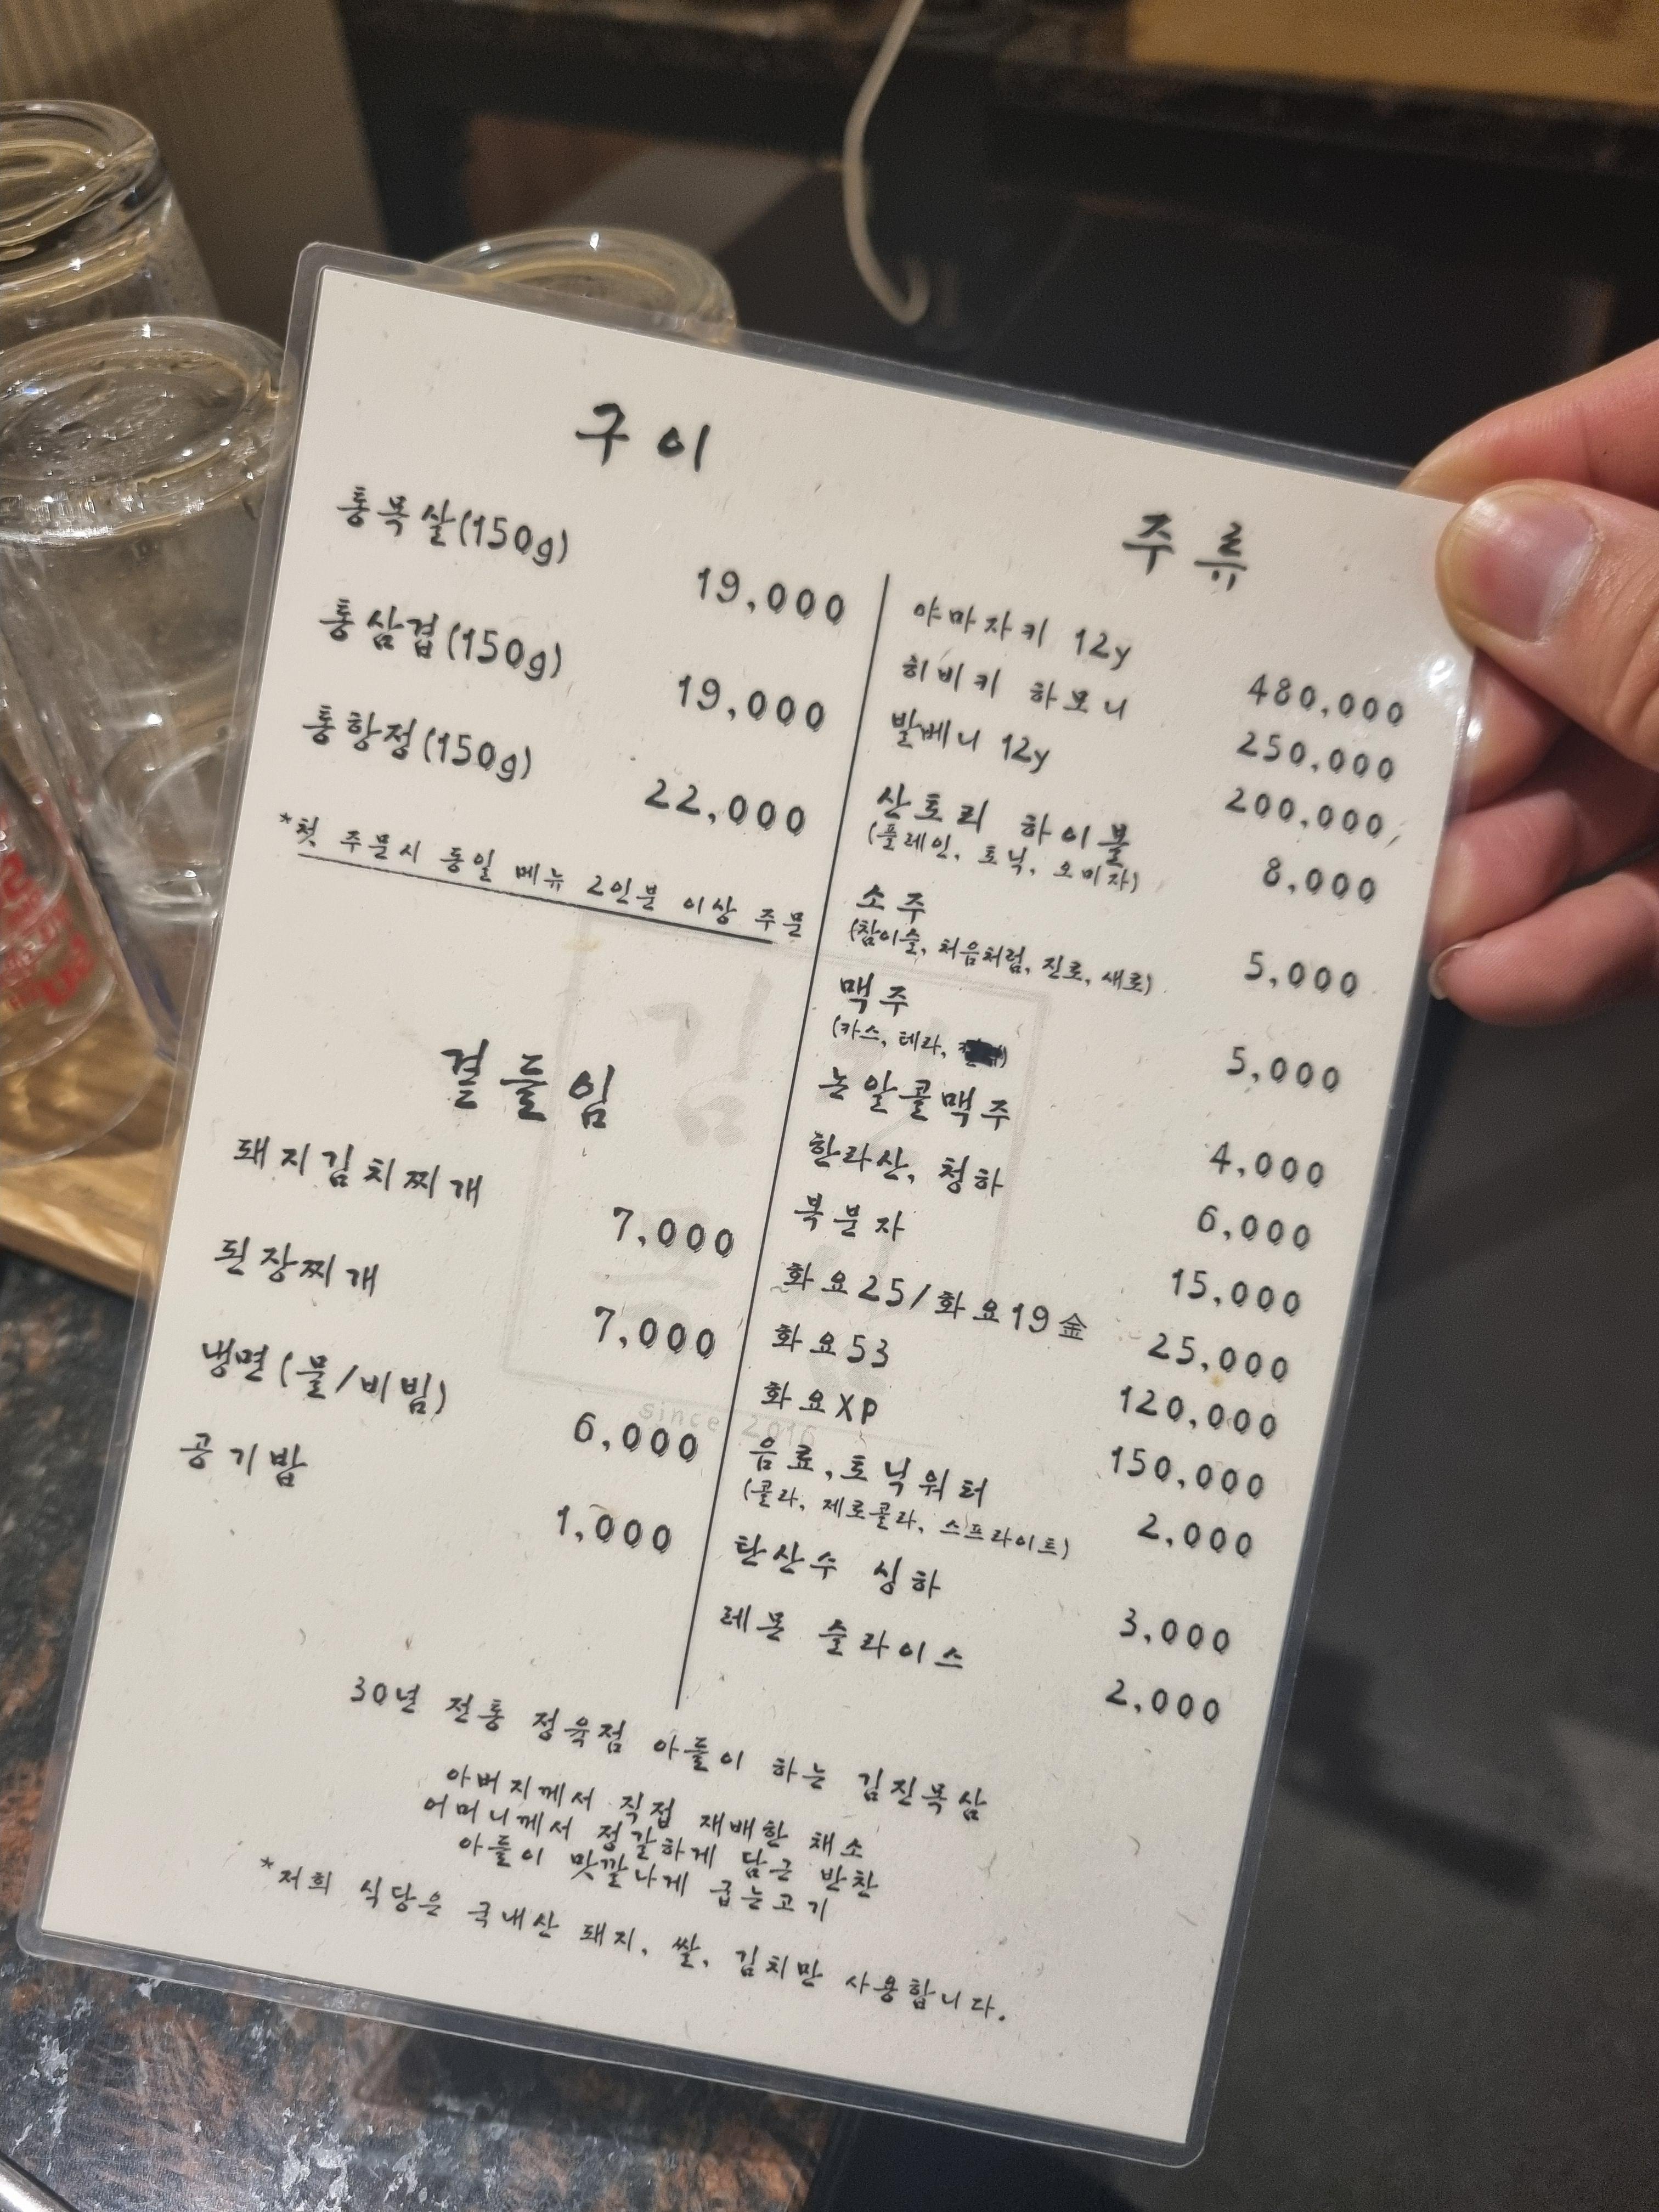 구이
통목살(150g) 19,000
통삼겹(150g) 19,000
통항정(150g) 22,000
*첫 주문시 동일 메뉴 2인분 이상 주문
곁들임
돼지김치찌개 7,000
된장찌개 7,000
냉면(물/비빔) 6,000
공기밥 1,000
주류
야마자키 12y 480,000
히비키 하모니 250,000
발베니 12y 200,000
산토리 하이볼 8,000
(플레인, 토닉, 오미자)
소주 5,000
(참이슬, 처음처럼, 진로, 새로)
맥주 5,000
(카스, 테라,
논알콜맥주 4,000
한라산, 청하 6,000
복분자 15,000
화요25/화요19金 25,000
화요53 120,000
화요XP 150,000
음료, 토닉워터 2,000
(콜라, 제로콜라, 스프라이트)
탄산수 싱하 3,000
레몬 슬라이스 2,000
since 2016
30년 전통 정육점 아들이 하는 김진목삼
아버지께서 직접 재배한 채소
어머니께서 정갈하게 담근 반찬
아들이 맛깔나게 굽는고기
*저희 식당은 국내산 돼지, 쌀, 김치만 사용합니다.